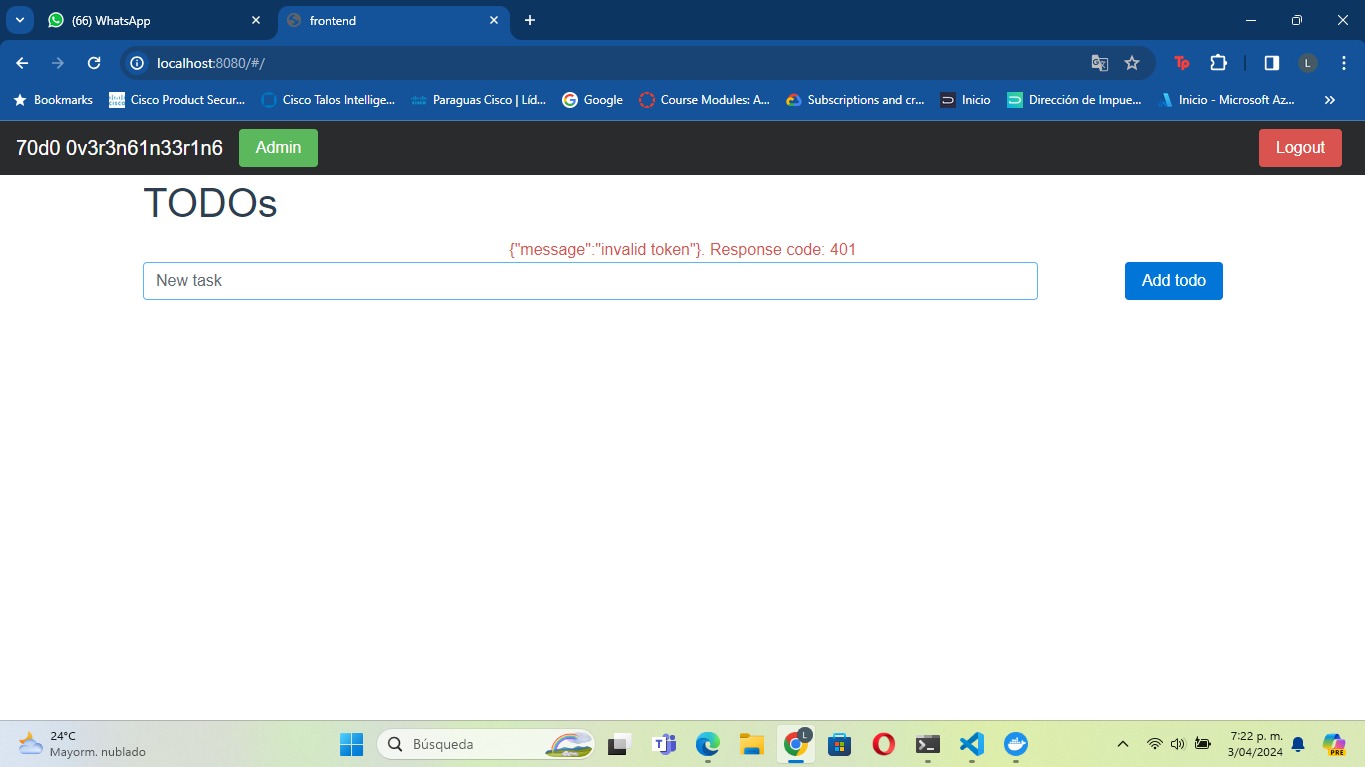 (66) WhatsApp
frontend
localhost:8080/#/
L
Bookmarks
Cisco Product Secur...
Cisco Talos Intellige...
Paraguas Cisco | Líd...
Google
Course Modules: A...
Subscriptions and cr...
Inicio
Dirección de Impue...
Inicio - Microsoft Az...
70d0 0v3r3n61n33r1n6
Admin
Logout
TODOs
{"message":"invalid token"}. Response code: 401
New task
Add todo
24°C
Mayorm. nublado
Búsqueda
L
7:22 p. m.
3/04/2024
PRE